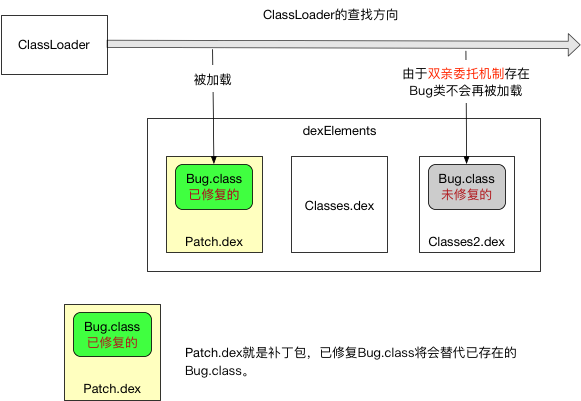 ClassLoader的查找方向
ClassLoader
被加载
由于双亲委托机制存在
Bug类不会再被加载
dexElements
Bug.class
已修复的
Patch.dex
Classes.dex
Bug.class
未修复的
Classes2.dex
Bug.class
已修复的
Patch.dex
Patch.dex就是补丁包，已修复Bug.class将会替代已存在的
Bug.class。